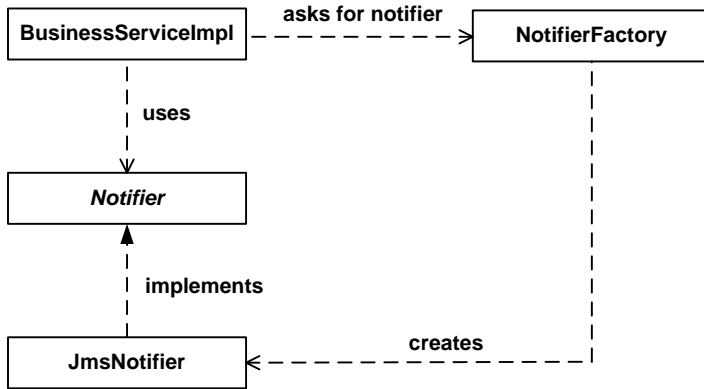 BusinessServiceImpl
asks for notifier
NotifierFactory
uses
Notifier
implements
JmsNotifier
creates